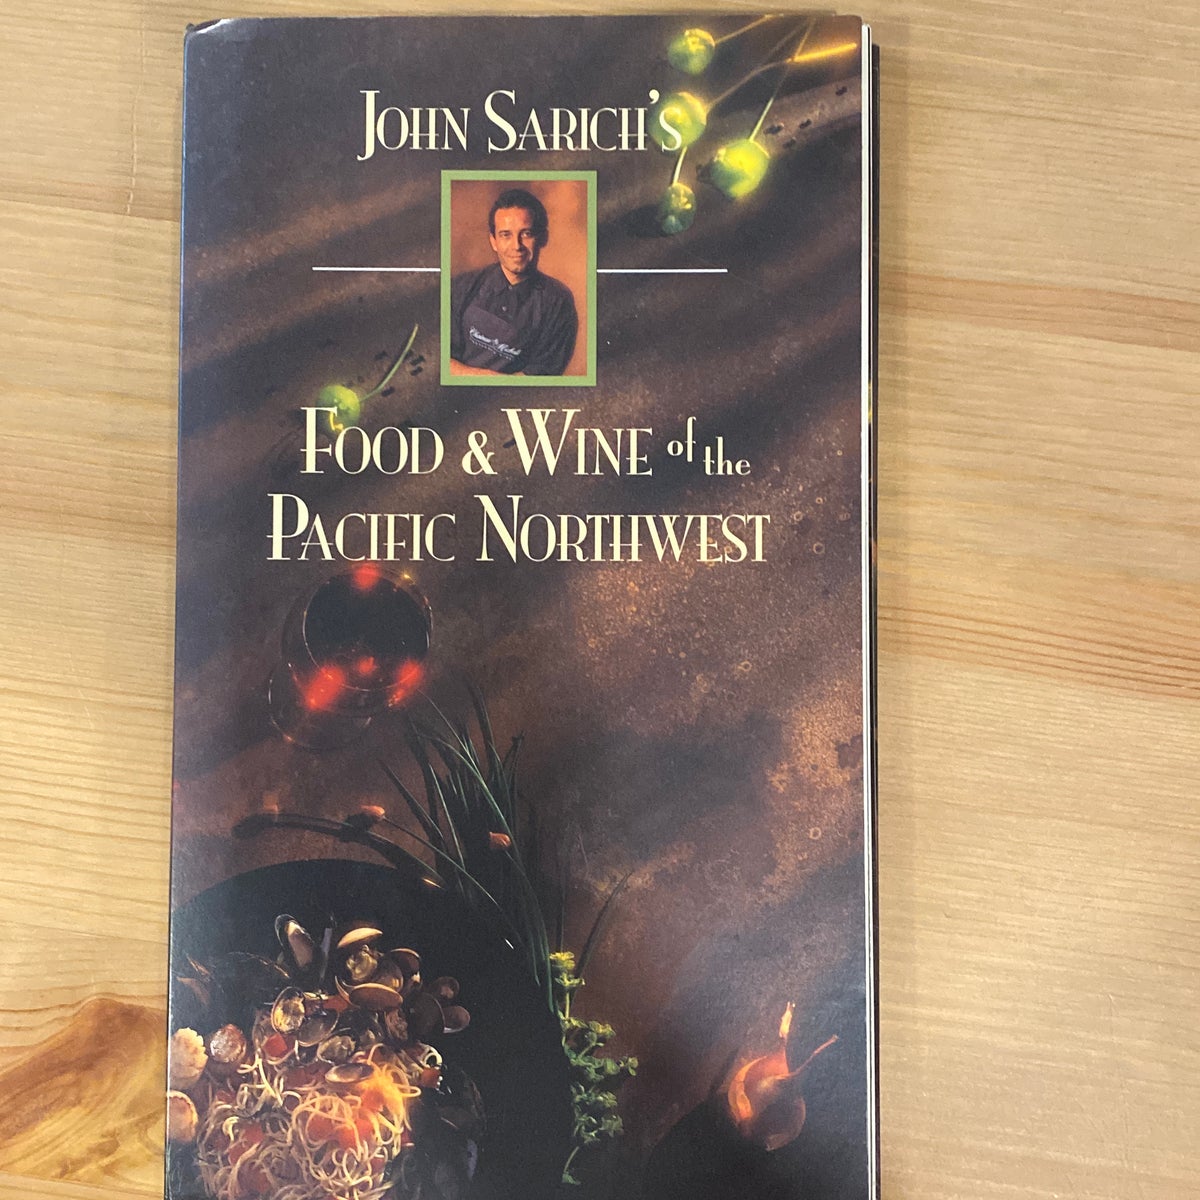 John Sarich's
Food & Wine of the
Pacific Northwest